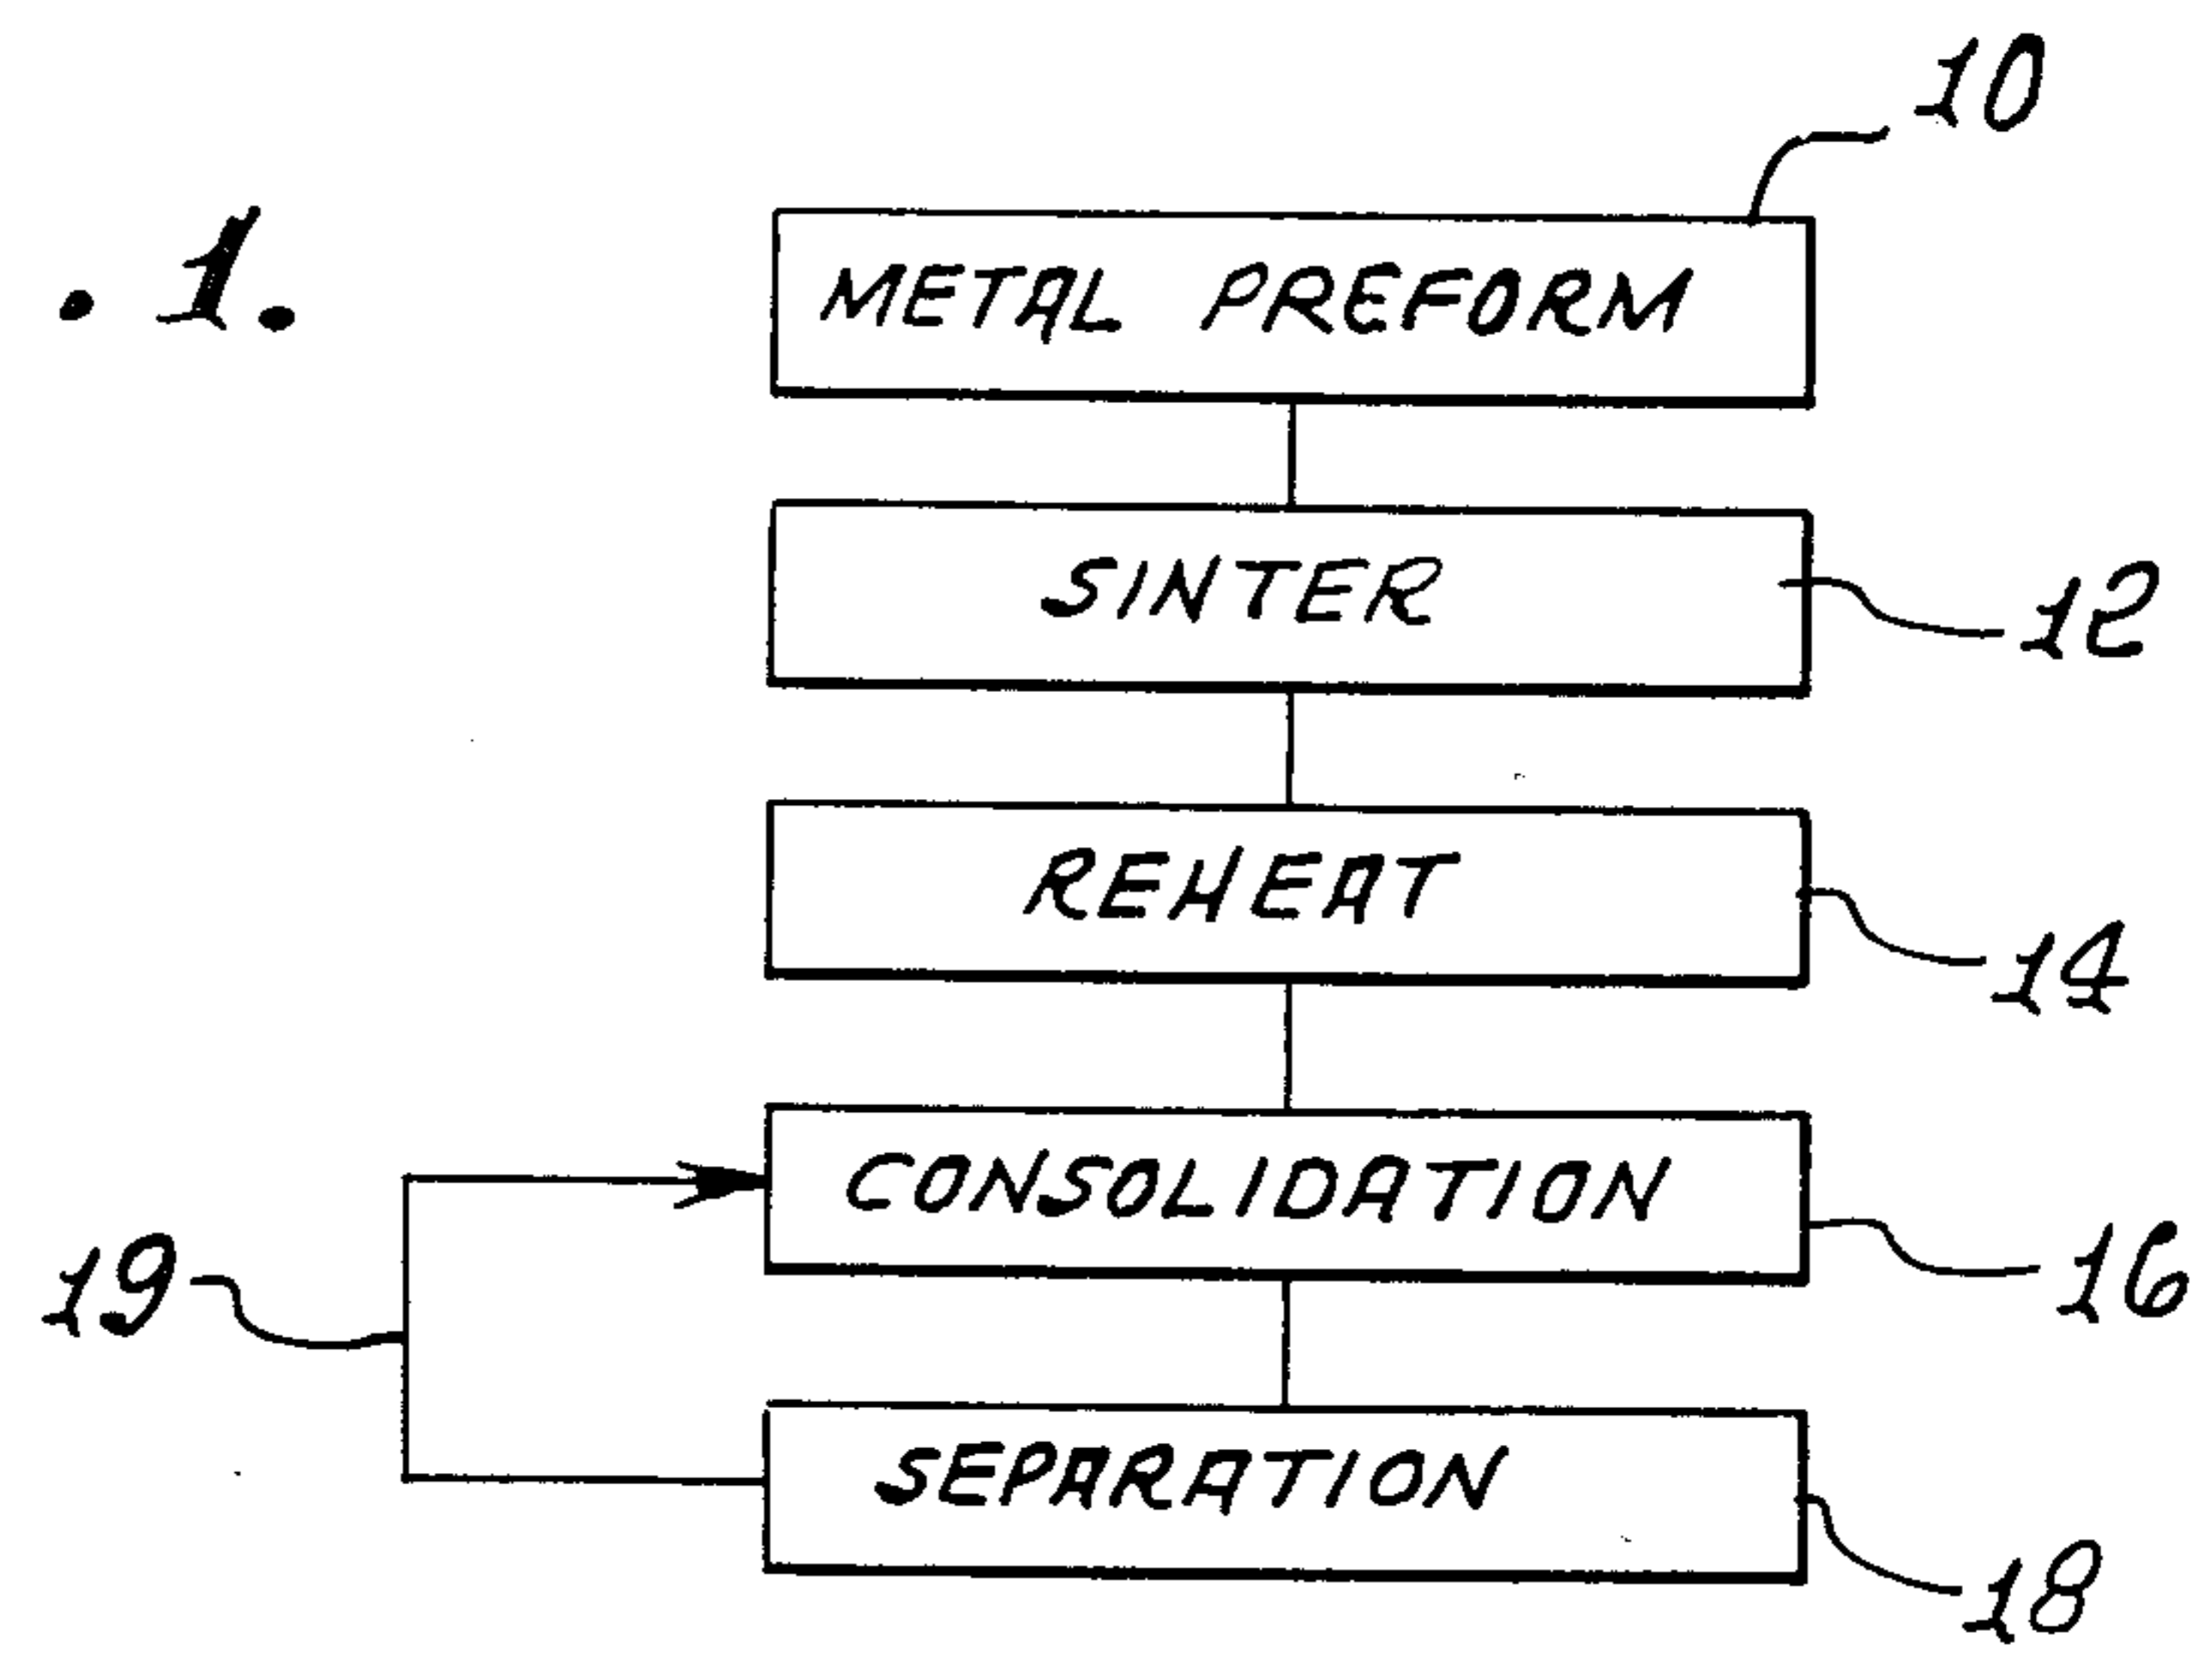 10
. 1.
METAL PREFORM
SINTER
12
REHEAT
14
CONSOLIDATION
16
19
SEPARATION
18